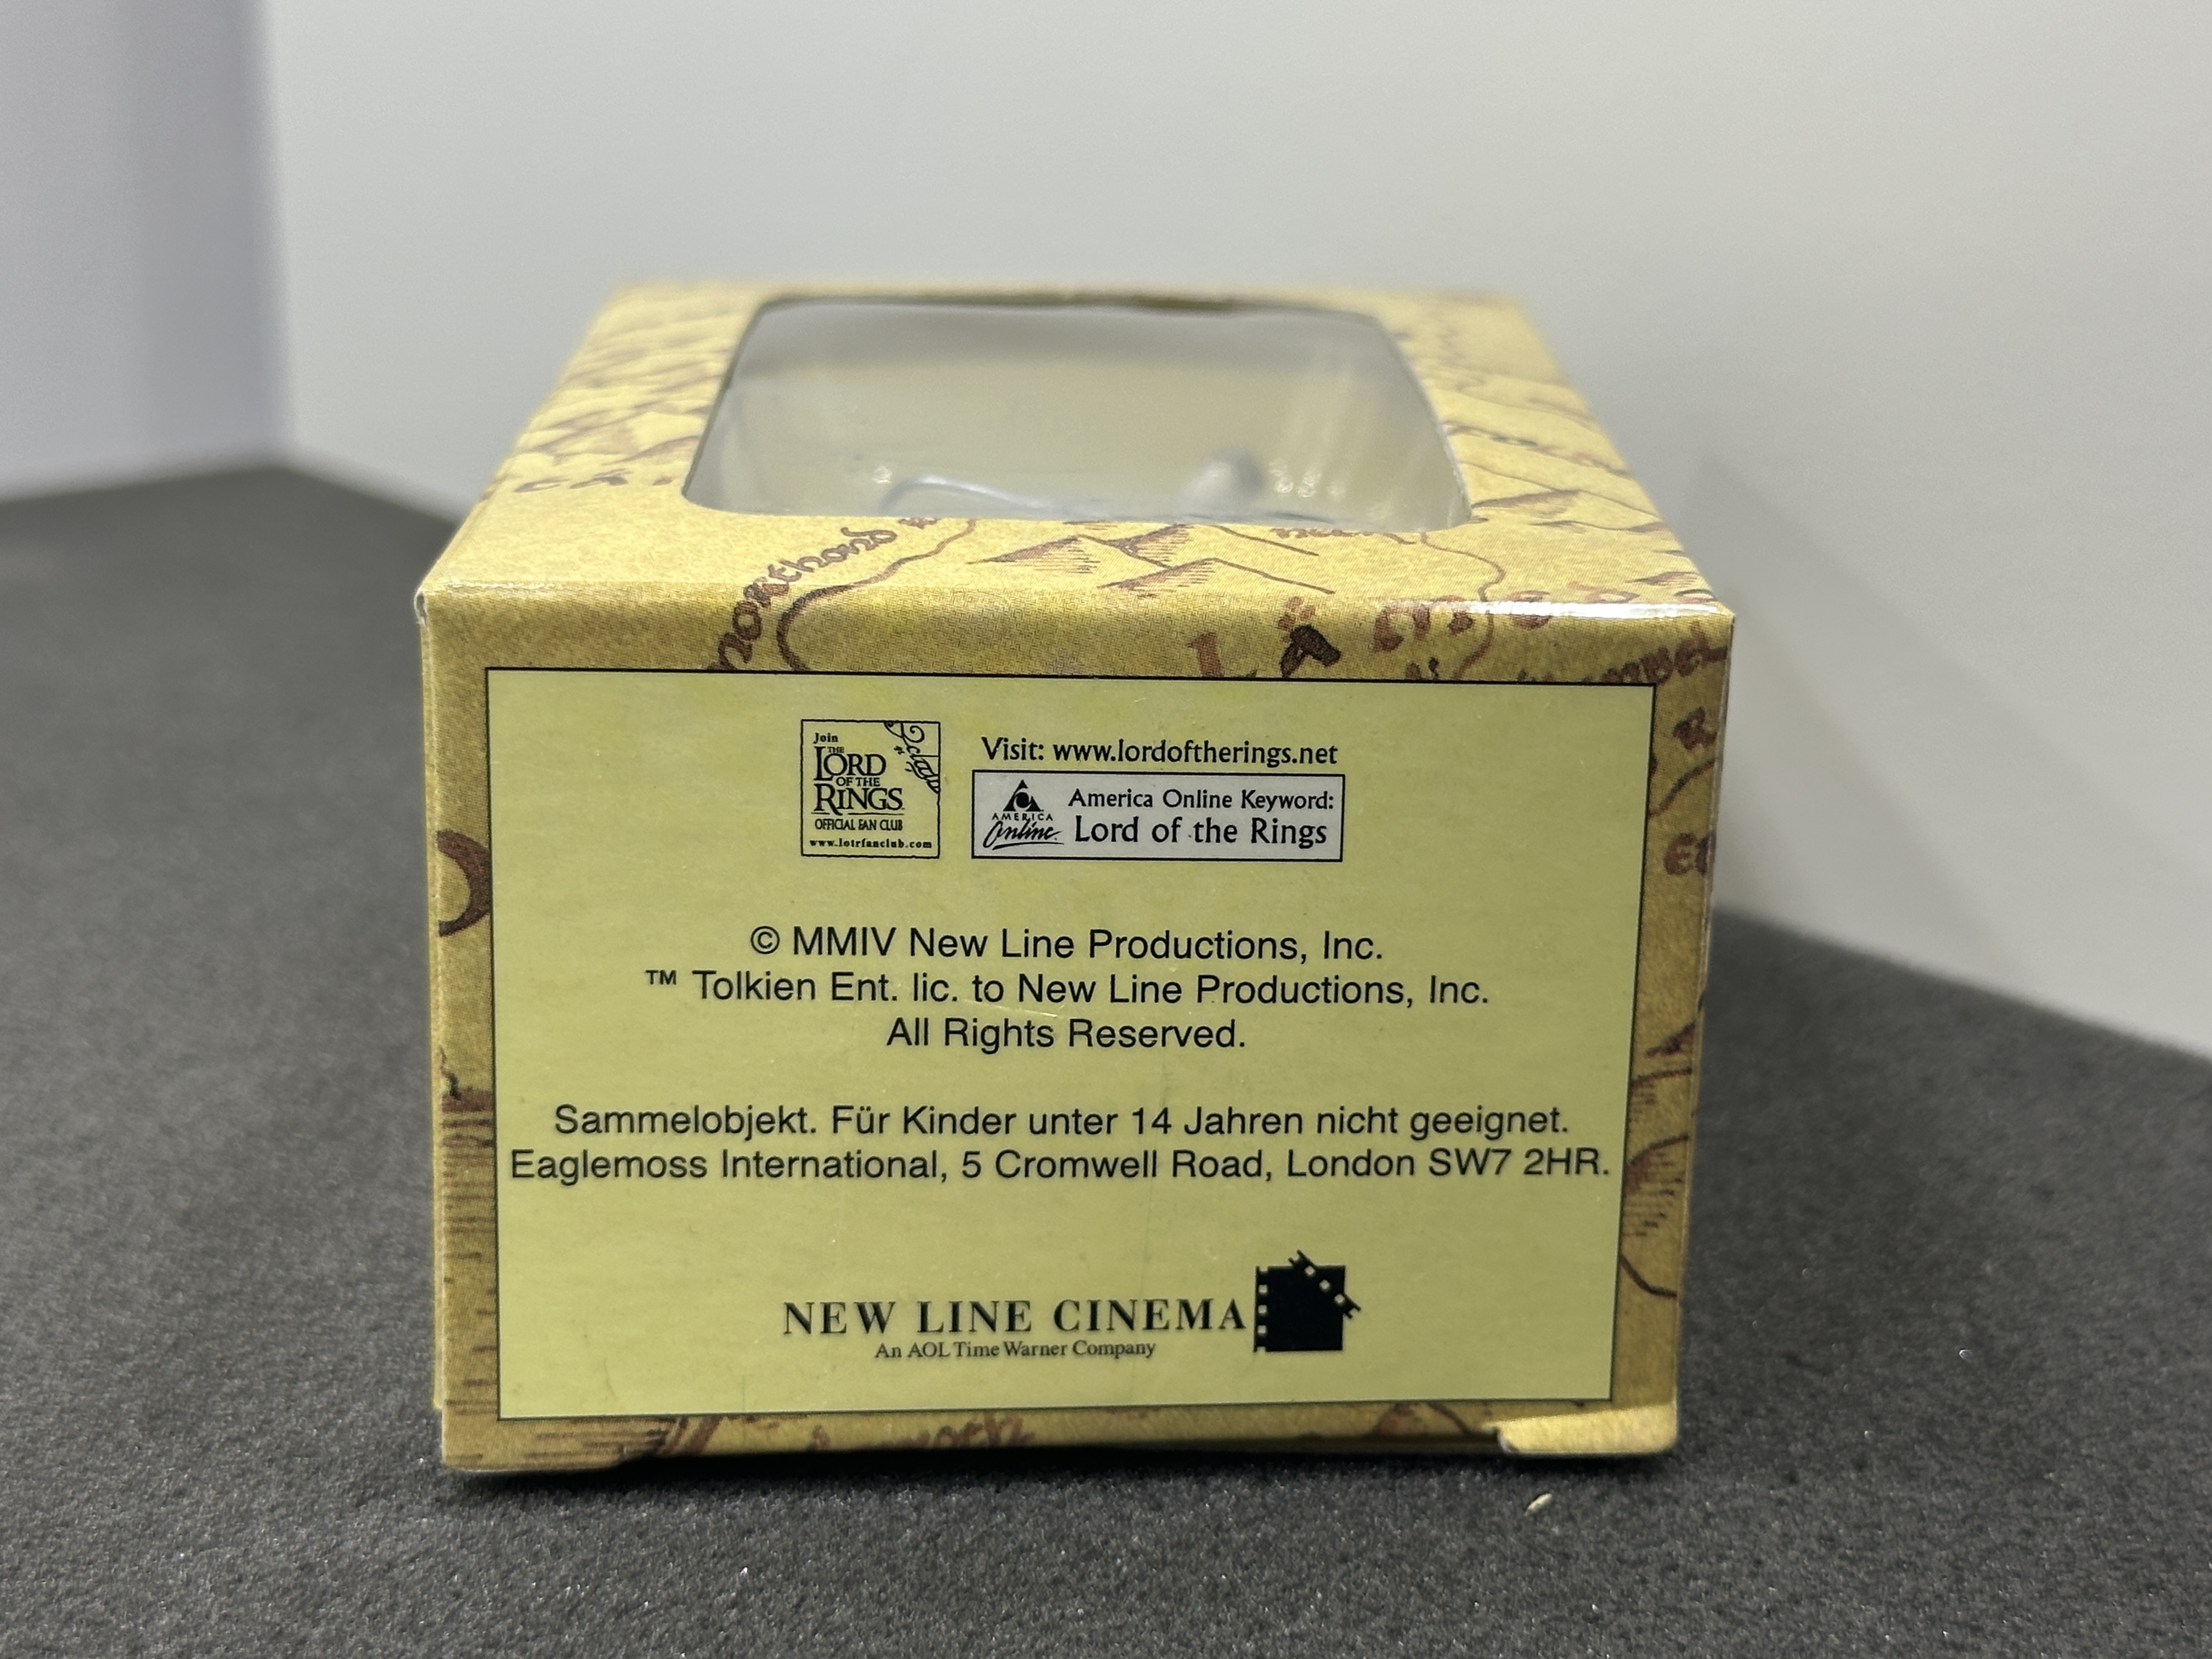 morthond
L A M E D
Join
THE
LORD
OF THE
RINGS
OFFICIAL FAN CLUB
www.lotrfanclub.com
Visit: www.lordoftherings.net
AMERICA
Online
America Online Keyword:
Lord of the Rings
© MMIV New Line Productions, Inc.
™ Tolkien Ent. lic. to New Line Productions, Inc.
All Rights Reserved.
Sammelobjekt. Für Kinder unter 14 Jahren nicht geeignet.
Eaglemoss International, 5 Cromwell Road, London SW7 2HR.
NEW LINE CINEMA
An AOL Time Warner Company